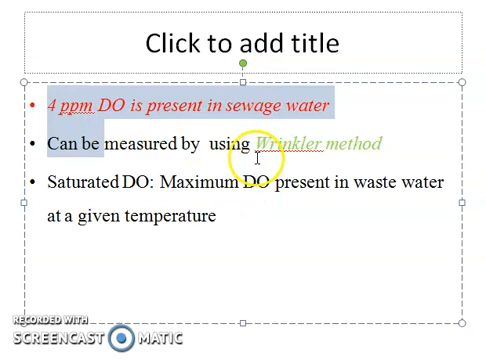 Click to add title
• 4 ppm DO is present in sewage water
• Can be measured by using Wrinkler method
• Saturated DO: Maximum DO present in waste water
at a given temperature
RECORDED WITH
SCREENCAST MATIC